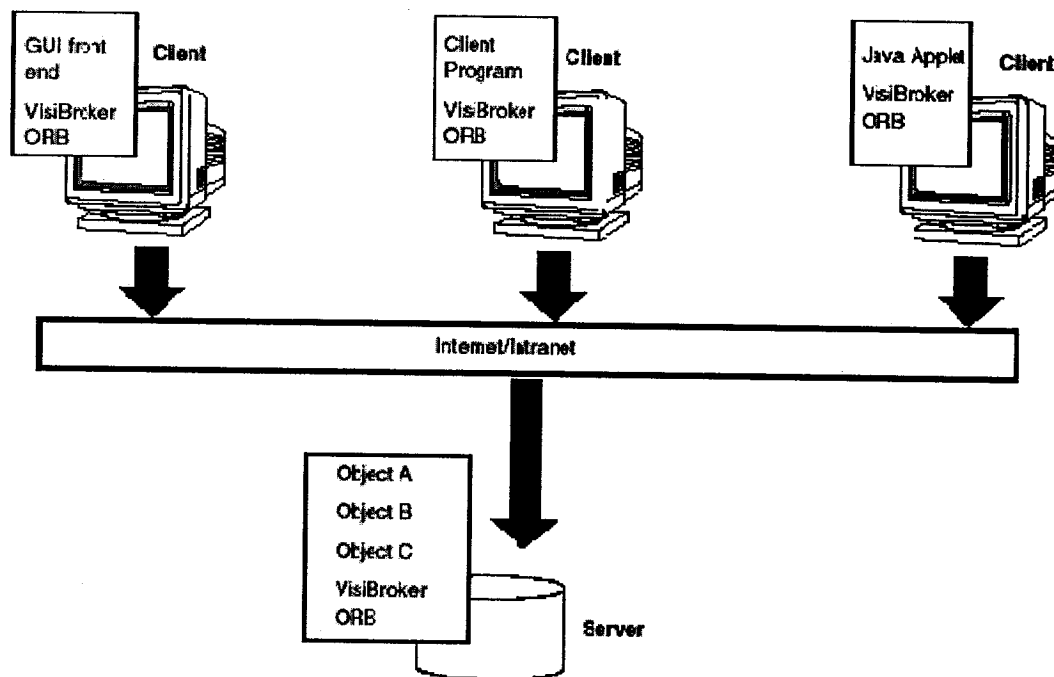 GUI front
end
VisiBroker
ORB
Client
Client
Program
VisiBroker
ORB
Client
Java Applet
VisiBroker
ORB
Client
Internet/Intranet
Object A
Object B
Object C
VisiBroker
ORB
Server